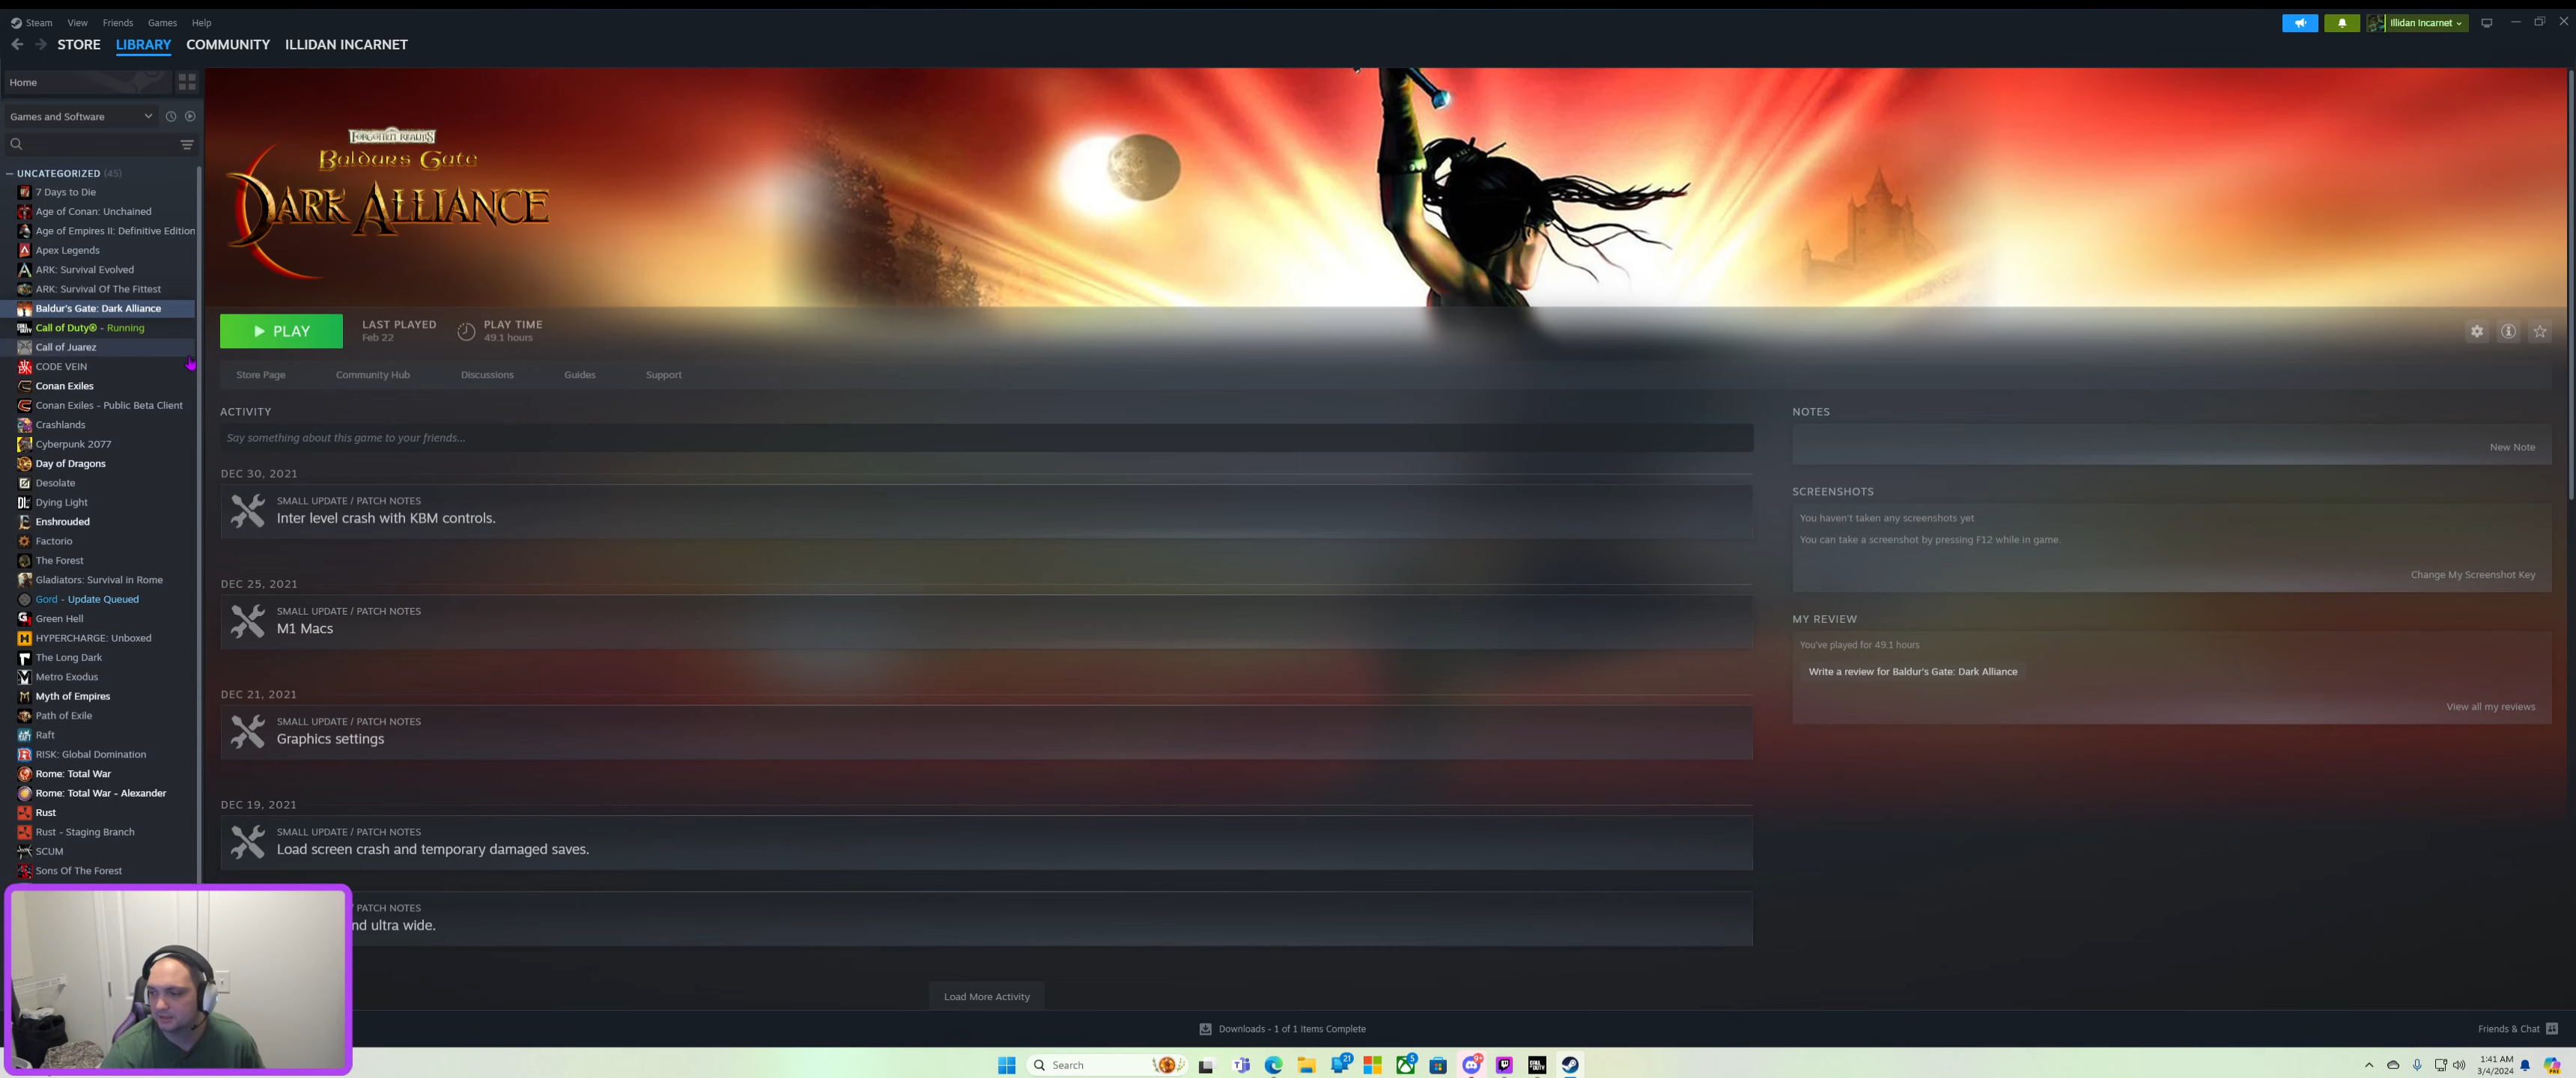 Steam View Friends Games Help
Illidan Incarnet
STORE LIBRARY COMMUNITY ILLIDAN INCARNET
Home
Games and Software
UNCATEGORIZED (45)
7 Days to Die
Age of Conan: Unchained
Age of Empires II: Definitive Edition
Apex Legends
ARK: Survival Evolved
ARK: Survival Of The Fittest
Baldur's Gate: Dark Alliance
Call of Duty® - Running
Call of Juarez
CODE VEIN
Conan Exiles
Conan Exiles - Public Beta Client
Crashlands
Cyberpunk 2077
Day of Dragons
Desolate
Dying Light
Enshrouded
Factorio
The Forest
Gladiators: Survival in Rome
Gord - Update Queued
Green Hell
HYPERCHARGE: Unboxed
The Long Dark
Metro Exodus
Myth of Empires
Path of Exile
Raft
RISK: Global Domination
Rome: Total War
Rome: Total War - Alexander
Rust
Rust - Staging Branch
SCUM
Sons Of The Forest
FORGOTTEN REALMS
Baldur's Gate
DARK ALLIANCE
PLAY
LAST PLAYED
Feb 22
PLAY TIME
49.1 hours
Store Page Community Hub Discussions Guides Support
ACTIVITY
Say something about this game to your friends...
DEC 30, 2021
SMALL UPDATE / PATCH NOTES
Inter level crash with KBM controls.
DEC 25, 2021
SMALL UPDATE / PATCH NOTES
M1 Macs
DEC 21, 2021
SMALL UPDATE / PATCH NOTES
Graphics settings
DEC 19, 2021
SMALL UPDATE / PATCH NOTES
Load screen crash and temporary damaged saves.
/ PATCH NOTES
nd ultra wide.
Load More Activity
NOTES
New Note
SCREENSHOTS
You haven't taken any screenshots yet
You can take a screenshot by pressing F12 while in game.
Change My Screenshot Key
MY REVIEW
You've played for 49.1 hours
Write a review for Baldur's Gate: Dark Alliance
View all my reviews
Downloads - 1 of 1 Items Complete
Friends & Chat
Search
21
5
9+
1:41 AM
3/4/2024